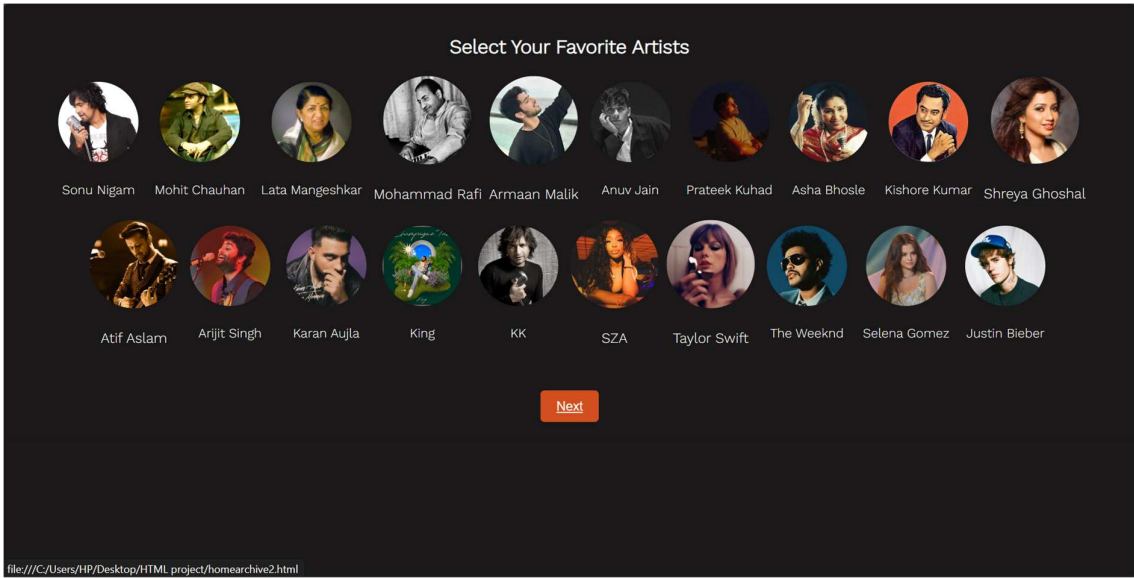 Select Your Favorite Artists
Sonu Nigam Mohit Chauhan Lata Mangeshkar Mohammad Rafi Armaan Malik Anuv Jain Prateek Kuhad Asha Bhosle Kishore Kumar Shreya Ghoshal
Atif Aslam Arijit Singh Karan Aujla King KK SZA Taylor Swift The Weeknd Selena Gomez Justin Bieber
Next
file:///C:/Users/HP/Desktop/HTML project/homearchive2.html